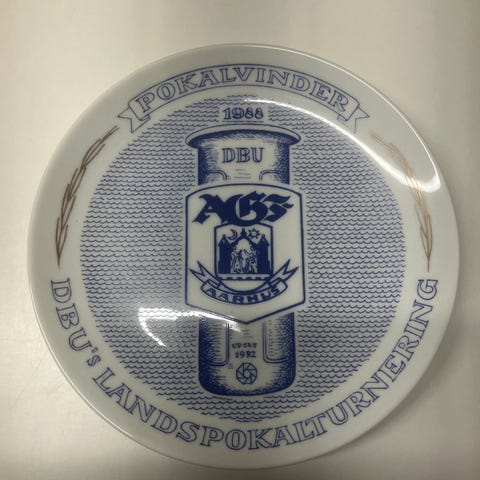 POKALVINDER
1988
DBU
AGF
AARHUS
UDSAT
1982
DBU's LANDSPOKALTURNERING